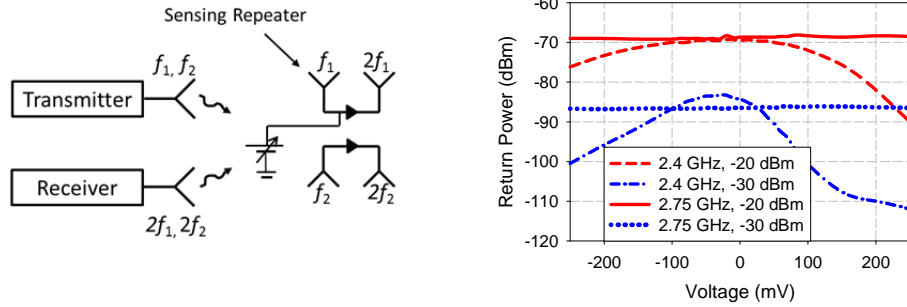 Sensing Repeater
f1, f2
f1
2f1
Transmitter
Receiver
f2
2f2
2f1, 2f2
Return Power (dBm)
-60
-70
-80
-90
-100
-110
-120
2.4 GHz, -20 dBm
2.4 GHz, -30 dBm
2.75 GHz, -20 dBm
2.75 GHz, -30 dBm
-200
-100
0
100
200
Voltage (mV)